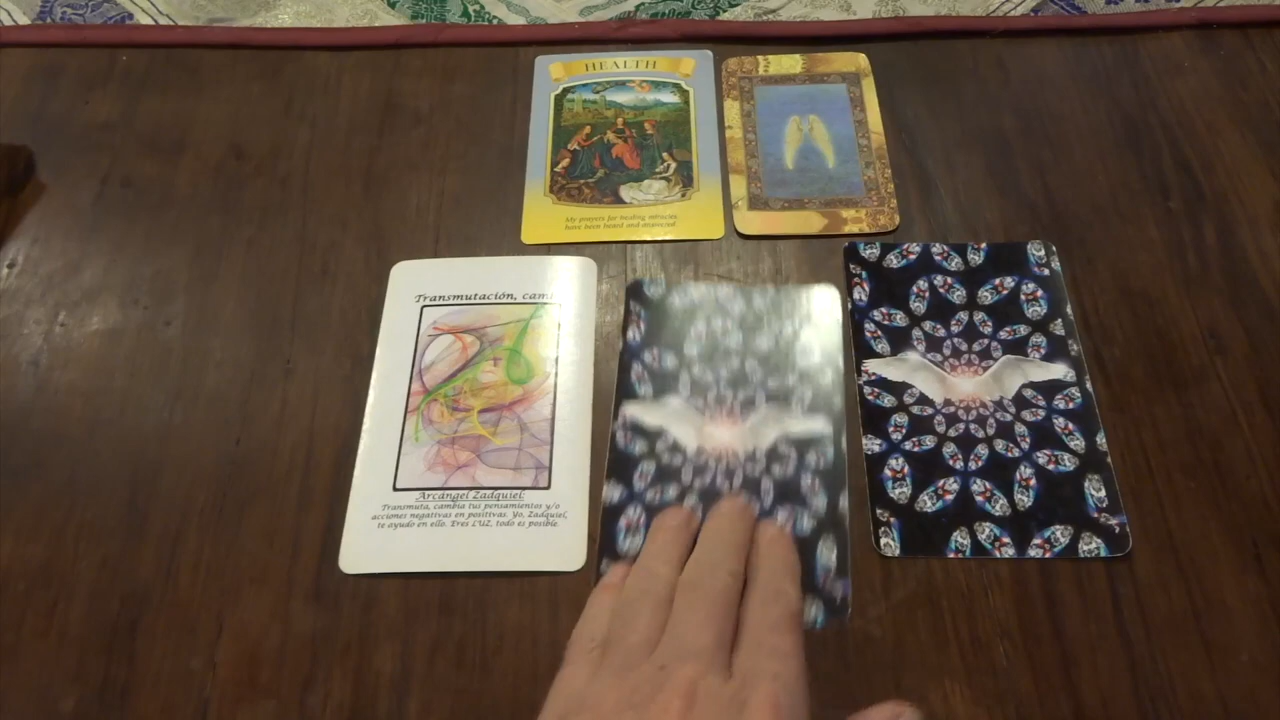 HEALTH
My prayers for healing miracles
have been heard and answered.
Transmutación, cam
Arcángel Zadquiel:
Transmuta, cambia tus pensamientos y/o
acciones negativas en positivas. Yo, Zadquiel,
te ayudo en ello. Eres LUZ, todo es posible.